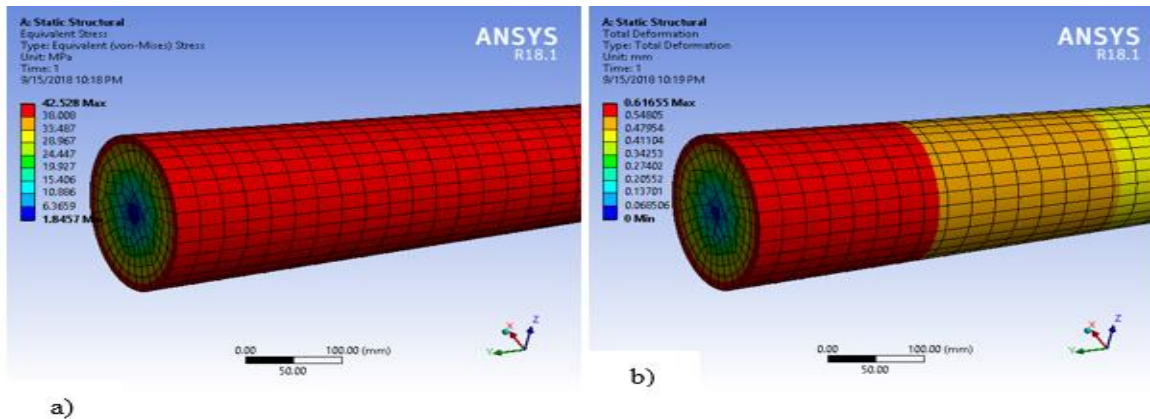 A: Static Structural
Equivalent Stress
Type: Equivalent (von-Mises) Stress
Unit: MPa
Time: 1
9/15/2018 10:18 PM
ANSYS
R18.1
42.528 Max
38.008
33.487
28.967
24.447
19.927
15.406
10.886
6.3659
1.8457
X
Z
Y
0.00
100.00 (mm)
50.00
a)
A: Static Structural
Total Deformation
Type: Total Deformation
Unit: mm
Time: 1
9/15/2018 10:19 PM
ANSYS
R18.1
0.61655 Max
0.54805
0.47954
0.41104
0.34253
0.27402
0.20552
0.13701
0.068506
0 Min
X
Z
Y
0.00
100.00 (mm)
50.00
b)